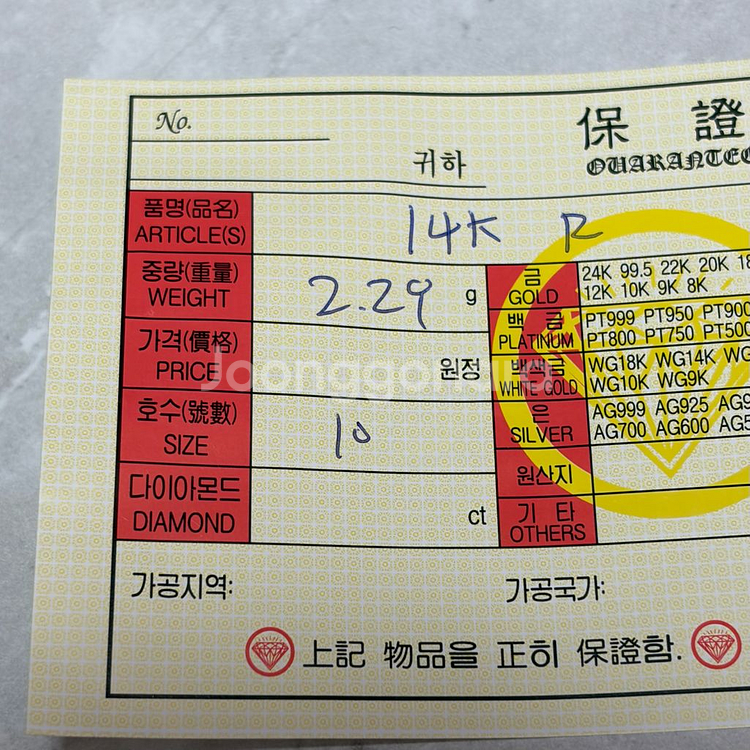 No.
귀하
保 證
GUARANTEE
품명(品名)
ARTICLE(S)
14K R
중량(重量)
WEIGHT
2.29 g
금
GOLD
24K 99.5 22K 20K 18
12K 10K 9K 8K
백 금
PLATINUM
PT999 PT950 PT900
PT800 PT750 PT500
가격(價格)
PRICE
원정
백색금
WHITE GOLD
WG18K WG14K WG
WG10K WG9K
호수(號數)
SIZE
10
은
SILVER
AG999 AG925 AG9
AG700 AG600 AG5
원산지
다이아몬드
DIAMOND
ct
기 타
OTHERS
가공지역:
가공국가:
上記 物品을 正히 保證함.